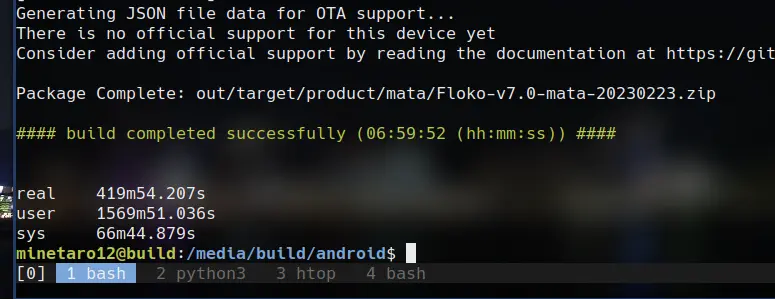 Generating JSON file data for OTA support...
There is no official support for this device yet
Consider adding official support by reading the documentation at https://git
Package Complete: out/target/product/mata/Floko-v7.0-mata-20230223.zip
#### build completed successfully (06:59:52 (hh:mm:ss)) ####
real    419m54.207s
user    1569m51.036s
sys     66m44.879s
minetaro12@build:/media/build/android$
[0]  1 bash  2 python3  3 htop  4 bash